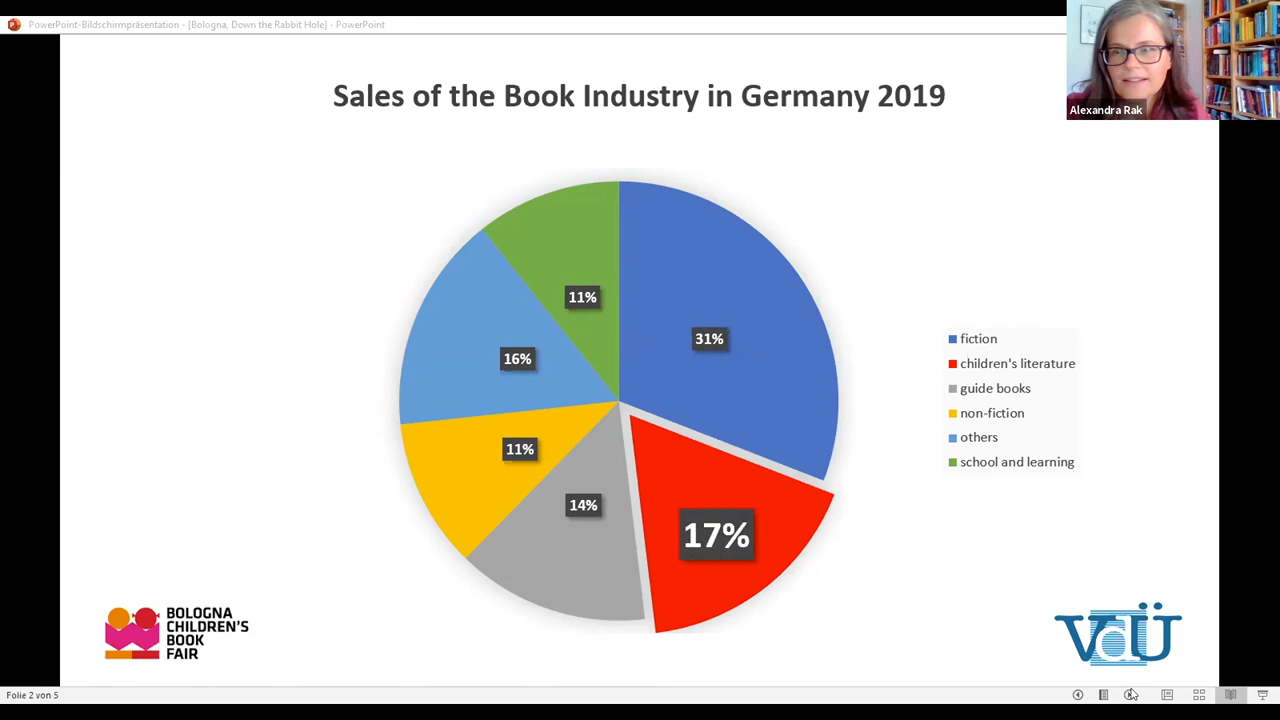 PowerPoint-Bildschirmpräsentation - [Bologna, Down the Rabbit Hole] - PowerPoint
Alexandra Rak
Sales of the Book Industry in Germany 2019
11%
31%
16%
11%
14%
17%
fiction
children's literature
guide books
non-fiction
others
school and learning
BOLOGNA
CHILDREN'S
BOOK
FAIR
VdÜ
Folie 2 von 5